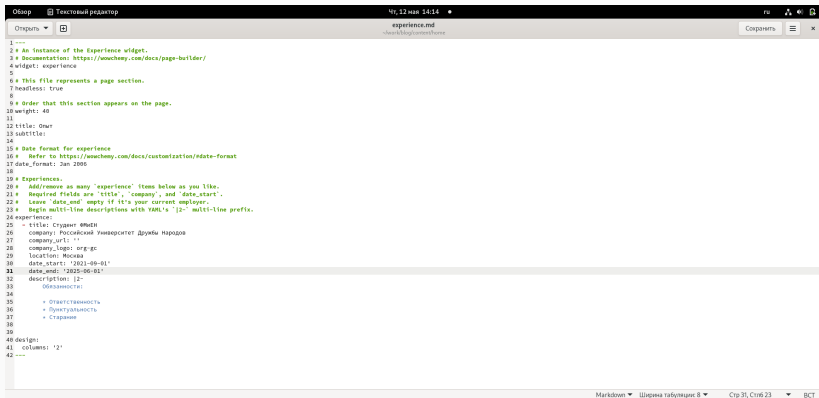 Обзор Текстовый редактор Чт, 12 мая 14:14 ru
Открыть experience.md Сохранить
~/work/blog/content/home
1 ---
2 # An instance of the Experience widget.
3 # Documentation: https://wowchemy.com/docs/page-builder/
4 widget: experience
5
6 # This file represents a page section.
7 headless: true
8
9 # Order that this section appears on the page.
10 weight: 40
11
12 title: Опыт
13 subtitle:
14
15 # Date format for experience
16 #   Refer to https://wowchemy.com/docs/customization/#date-format
17 date_format: Jan 2006
18
19 # Experiences.
20 #   Add/remove as many `experience` items below as you like.
21 #   Required fields are `title`, `company`, and `date_start`.
22 #   Leave `date_end` empty if it's your current employer.
23 #   Begin multi-line descriptions with YAML's `|2-` multi-line prefix.
24 experience:
25   - title: Студент ФМиЕН
26     company: Российский Университет Дружбы Народов
27     company_url: ''
28     company_logo: org-gc
29     location: Москва
30     date_start: '2021-09-01'
31     date_end: '2025-06-01'
32     description: |2-
33         Обязанности:
34
35         * Ответственность
36         * Пунктуальность
37         * Старание
38
39
40 design:
41   columns: '2'
42 ---
Markdown Ширина табуляции: 8 Стр 31, Стлб 23 ВСТ